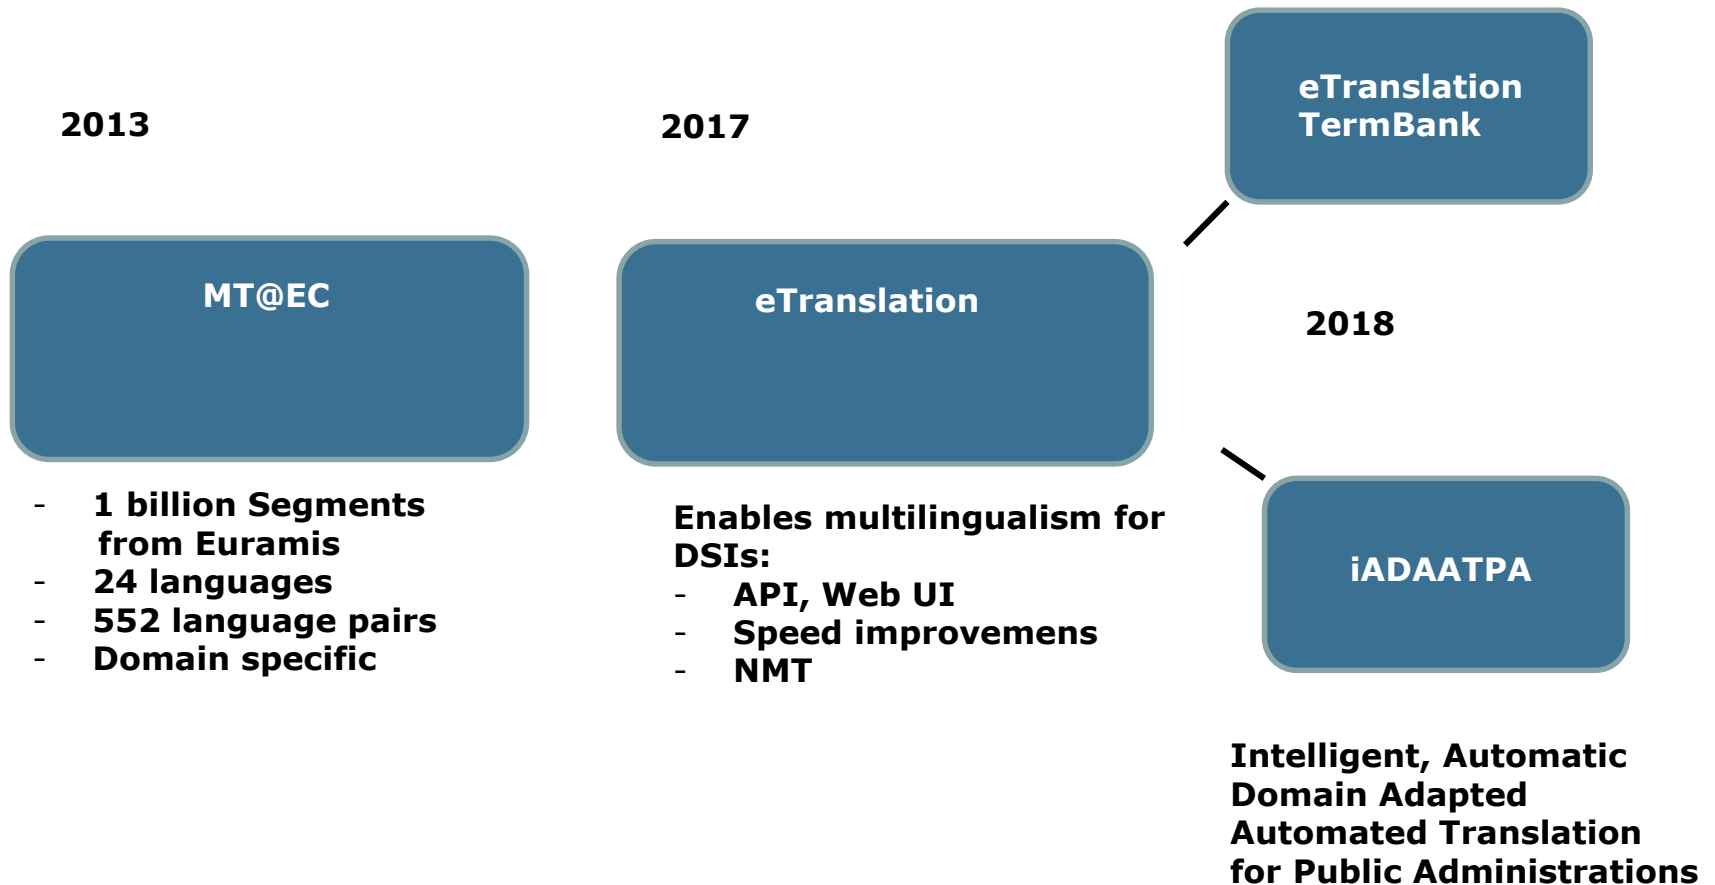 2013
MT@EC
- 1 billion Segments
from Euramis
- 24 languages
- 552 language pairs
- Domain specific
2017
eTranslation
Enables multilingualism for
DSIs:
- API, Web UI
- Speed improvemens
- NMT
eTranslation
TermBank
2018
iADAATPA
Intelligent, Automatic
Domain Adapted
Automated Translation
for Public Administrations